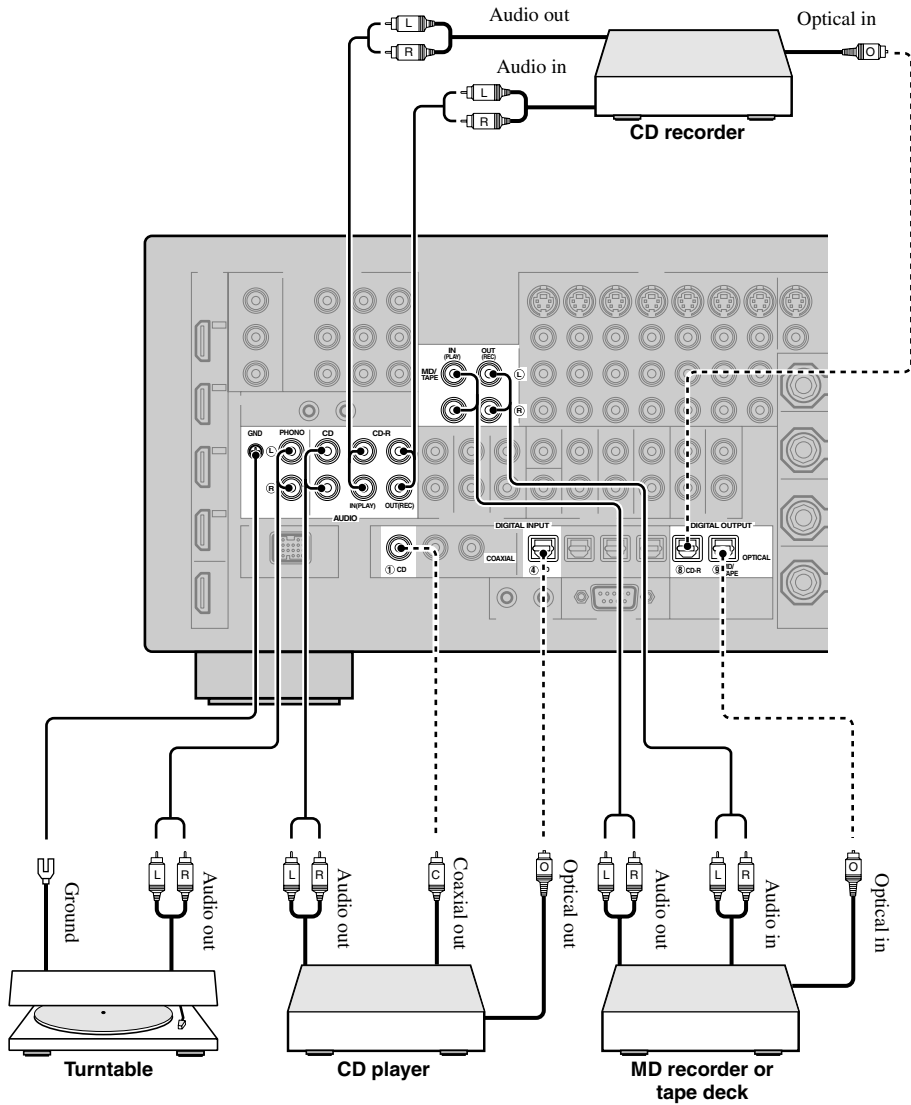 Audio out
Optical in
L
R
O
Audio in
L
R
CD recorder
IN
(PLAY)
OUT
(REC)
MD/
TAPE
L
R
GND
PHONO
CD
CD-R
L
R
IN(PLAY)
OUT(REC)
AUDIO
DIGITAL INPUT
DIGITAL OUTPUT
COAXIAL
OPTICAL
① CD
④
⑧ CD-R
⑨
L
R
L
R
C
O
L
R
L
R
O
Ground
Audio out
Audio out
Coaxial out
Optical out
Audio out
Audio in
Optical in
Turntable
CD player
MD recorder or
tape deck